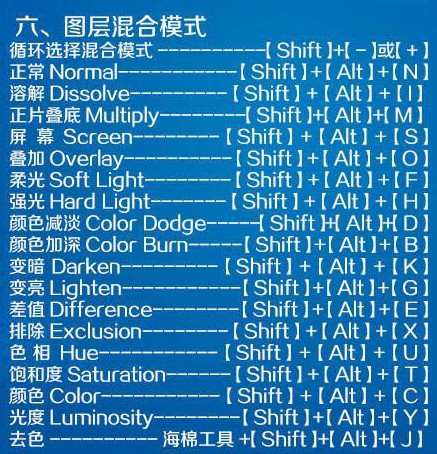 六、图层混合模式
循环选择混合模式 ----------【 Shift 】+【 - 】或【 + 】
正常 Normal------------【 Shift 】+【 Alt 】+【 N 】
溶解 Dissolve----------【 Shift 】+【 Alt 】+【 I 】
正片叠底 Multiply--------【 Shift 】+【 Alt 】+【 M 】
屏 幕 Screen--------【 Shift 】+【 Alt 】+【 S 】
叠加 Overlay-----------【 Shift 】+【 Alt 】+【 O 】
柔光 Soft Light---------【 Shift 】+【 Alt 】+【 F 】
强光 Hard Light--------【 Shift 】+【 Alt 】+【 H 】
颜色减淡 Color Dodge-----【 Shift 】+【 Alt 】+【 D 】
颜色加深 Color Burn-----【 Shift 】+【 Alt 】+【 B 】
变暗 Darken----------【 Shift 】+【 Alt 】+【 K 】
变亮 Lighten-----------【 Shift 】+【 Alt 】+【 G 】
差值 Difference--------【 Shift 】+【 Alt 】+【 E 】
排除 Exclusion--------【 Shift 】+【 Alt 】+【 X 】
色 相 Hue-----------【 Shift 】+【 Alt 】+【 U 】
饱和度 Saturation------【 Shift 】+【 Alt 】+【 T 】
颜色 Color-----------【 Shift 】+【 Alt 】+【 C 】
光度 Luminosity--------【 Shift 】+【 Alt 】+【 Y 】
去色 ---------- 海棉工具 +【 Shift 】+【 Alt 】+【 J 】